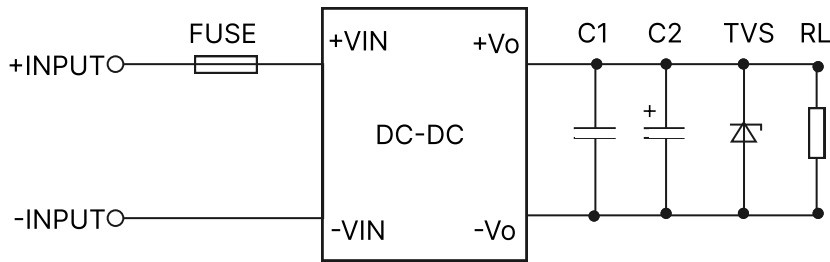 FUSE
C1 C2 TVS RL
+VIN +Vo
+INPUT
+
DC-DC
-INPUT
-VIN -Vo